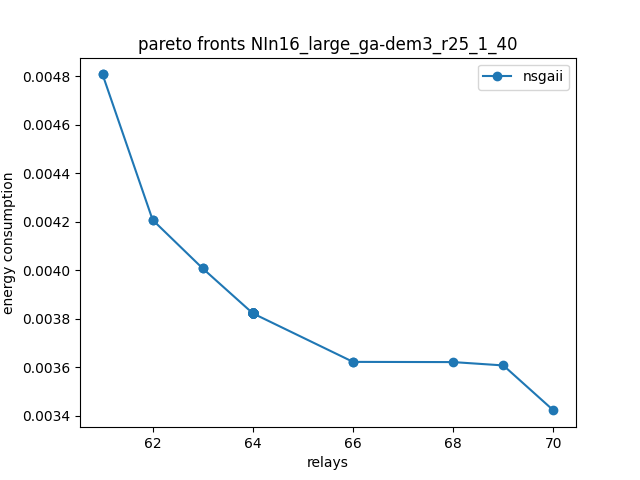 pareto fronts NIn16_large_ga-dem3_r25_1_40
nsgaii
energy consumption
0.0048
0.0046
0.0044
0.0042
0.0040
0.0038
0.0036
0.0034
62 64 66 68 70
relays